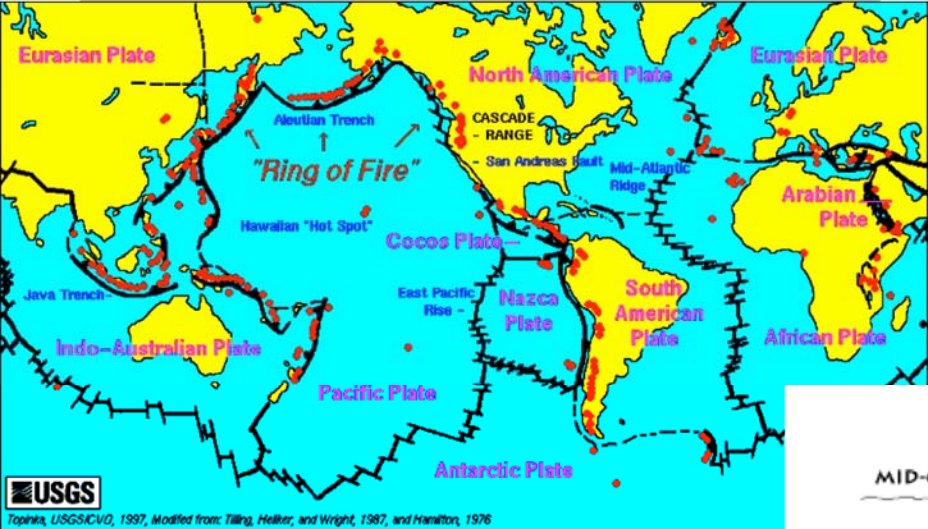 Eurasian Plate
North American Plate
Eurasian Plate
Aleutian Trench
CASCADE
- RANGE
"Ring of Fire"
- San Andreas Fault
Mid-Atlantic
Ridge
Arabian
Plate
Hawaiian "Hot Spot"
Cocos Plate
Java Trench
East Pacific
Rise -
Nazca
Plate
South
American
Plate
Indo-Australian Plate
African Plate
Pacific Plate
Antarctic Plate
USGS
Topinka, USGS/CVO, 1997, Modified from: Tilling, Heliker, and Wright, 1987, and Hamilton, 1976
MID-